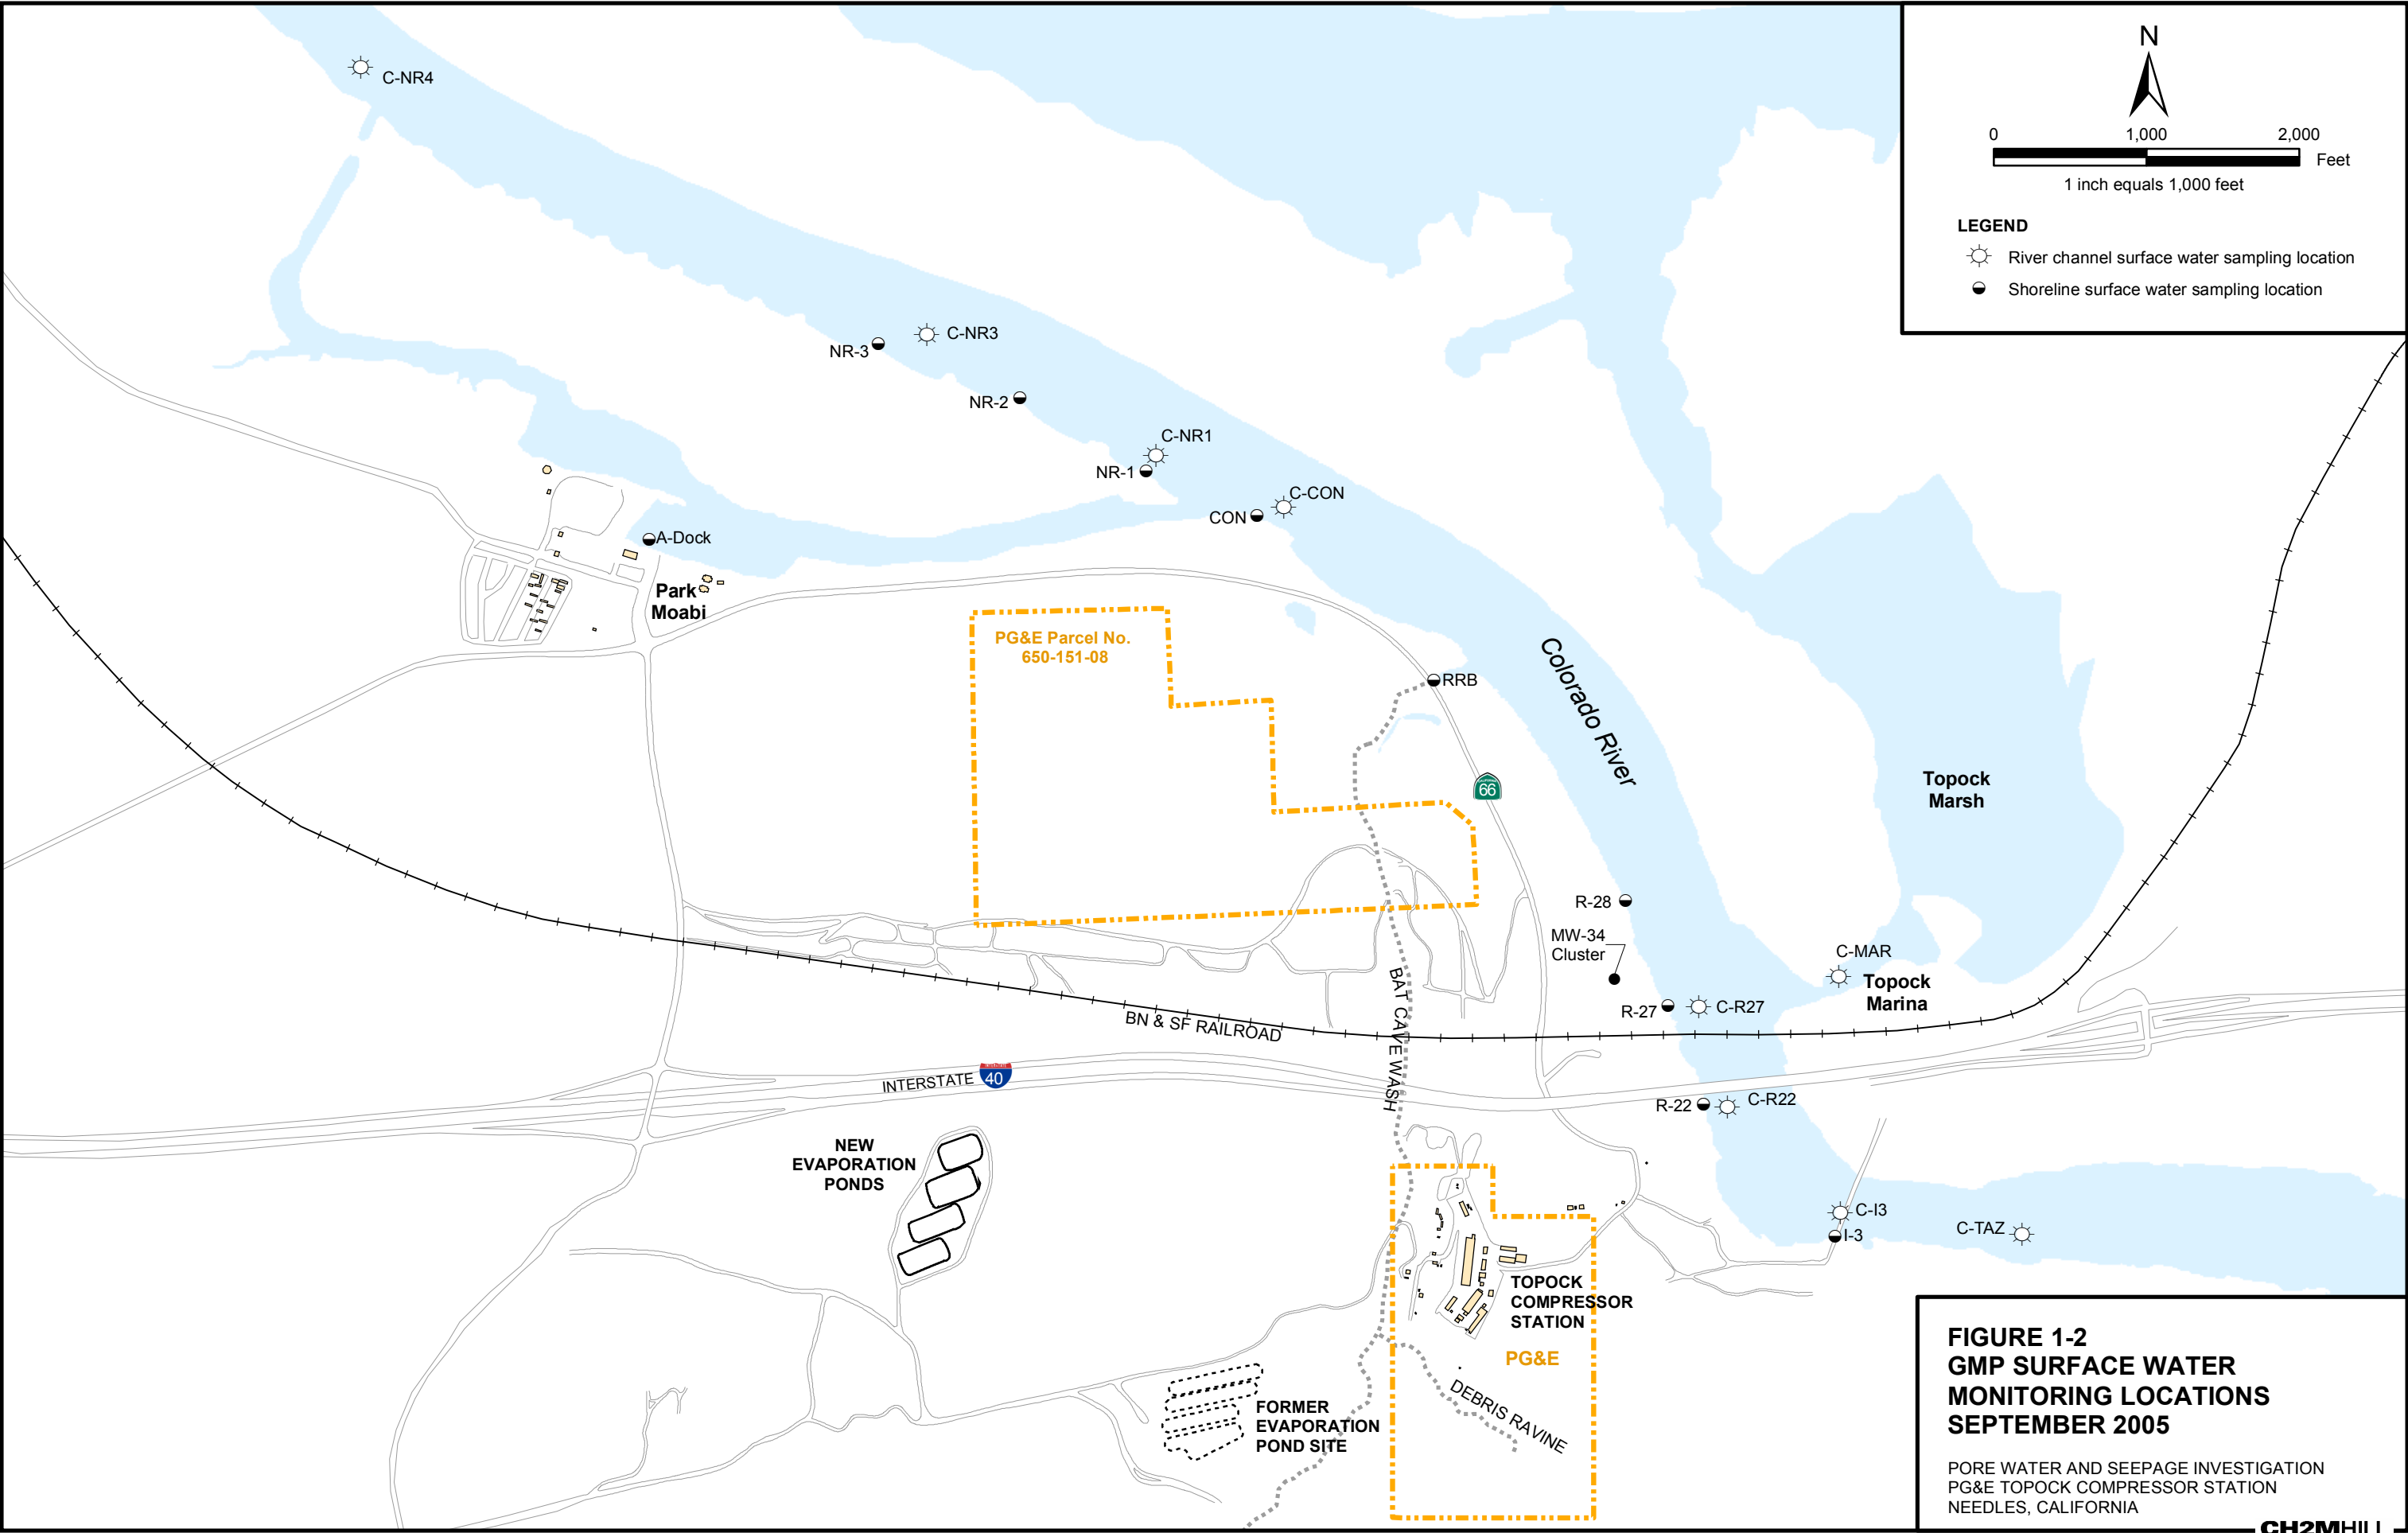 C-NR4
N
0 1,000 2,000
Feet
1 inch equals 1,000 feet
LEGEND
River channel surface water sampling location
Shoreline surface water sampling location
C-NR3
NR-3
NR-2
C-NR1
NR-1
C-CON
CON
A-Dock
Park
Moabi
PG&E Parcel No.
650-151-08
RRB
Colorado River
66
Topock
Marsh
R-28
MW-34
Cluster
C-MAR
Topock
Marina
R-27
C-R27
BAT CAVE WASH
BN & SF RAILROAD
INTERSTATE
40
R-22
C-R22
NEW
EVAPORATION
PONDS
C-I3
I-3
C-TAZ
TOPOCK
COMPRESSOR
STATION
PG&E
DEBRIS RAVINE
FORMER
EVAPORATION
POND SITE
FIGURE 1-2
GMP SURFACE WATER
MONITORING LOCATIONS
SEPTEMBER 2005
PORE WATER AND SEEPAGE INVESTIGATION
PG&E TOPOCK COMPRESSOR STATION
NEEDLES, CALIFORNIA
CH2MHILL